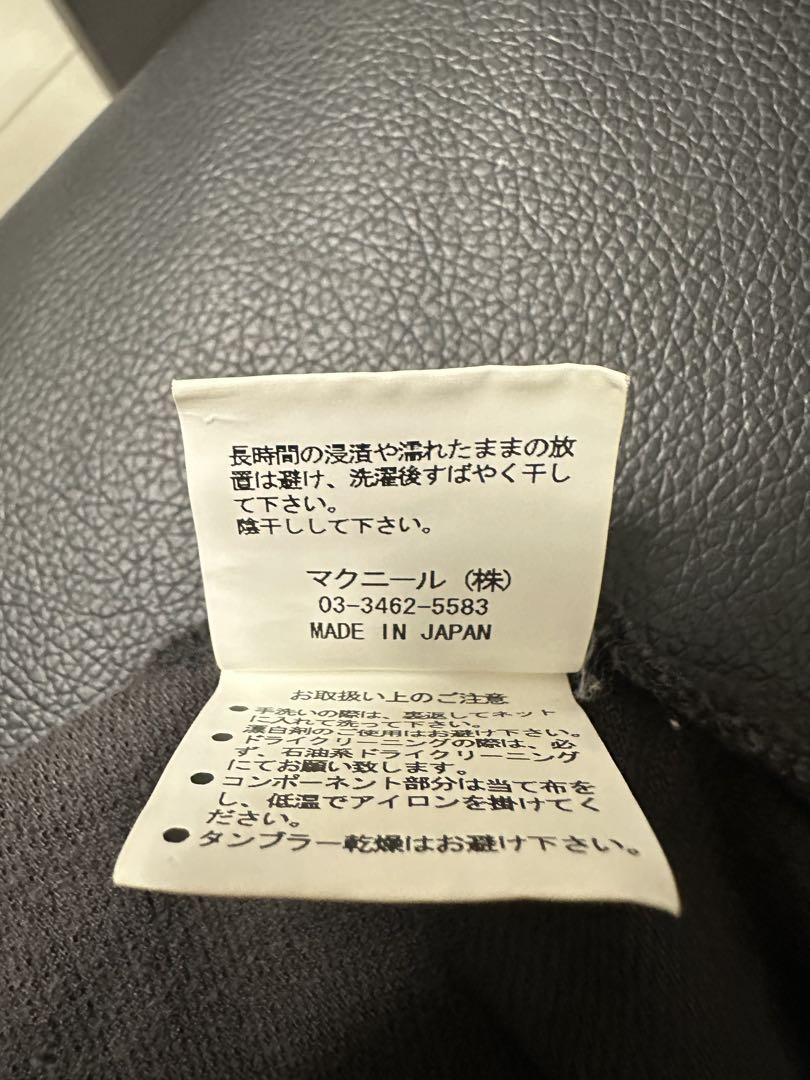 長時間の浸漬や濡れたままの放
置は避け、洗濯後すばやく干し
て下さい。
陰干しして下さい。
マクニール (株)
03-3462-5583
MADE IN JAPAN
お取扱い上のご注意
●手洗いの際は、裏返してネット
に入れて洗って下さい。
漂白剤のご使用はお避け下さい。
●ドライクリーニングの際は、必
ず、石油系ドライクリーニング
にてお願い致します。
●コンポーネント部分は当て布を
し、低温でアイロンを掛けてく
ださい。
●タンブラー乾燥はお避け下さい。